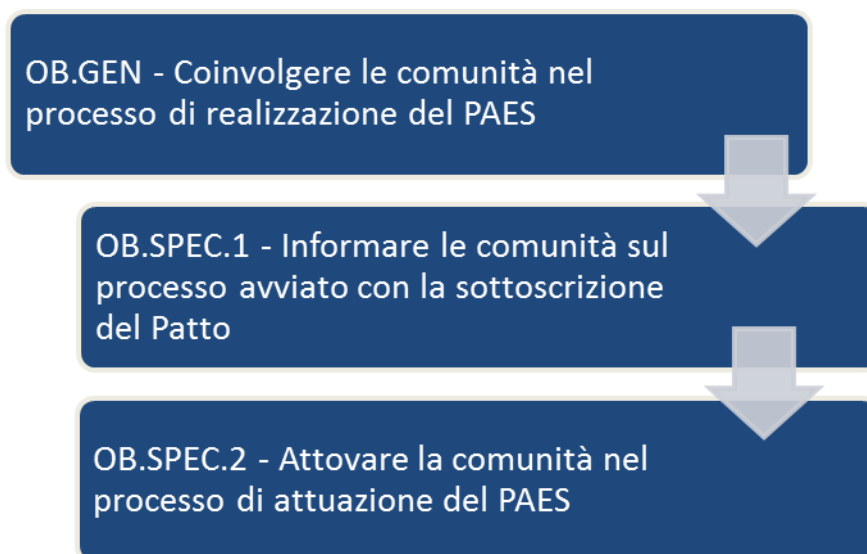 OB.GEN - Coinvolgere le comunità nel
processo di realizzazione del PAES
OB.SPEC.1 - Informare le comunità sul
processo avviato con la sottoscrizione
del Patto
OB.SPEC.2 - Attovare la comunità nel
processo di attuazione del PAES